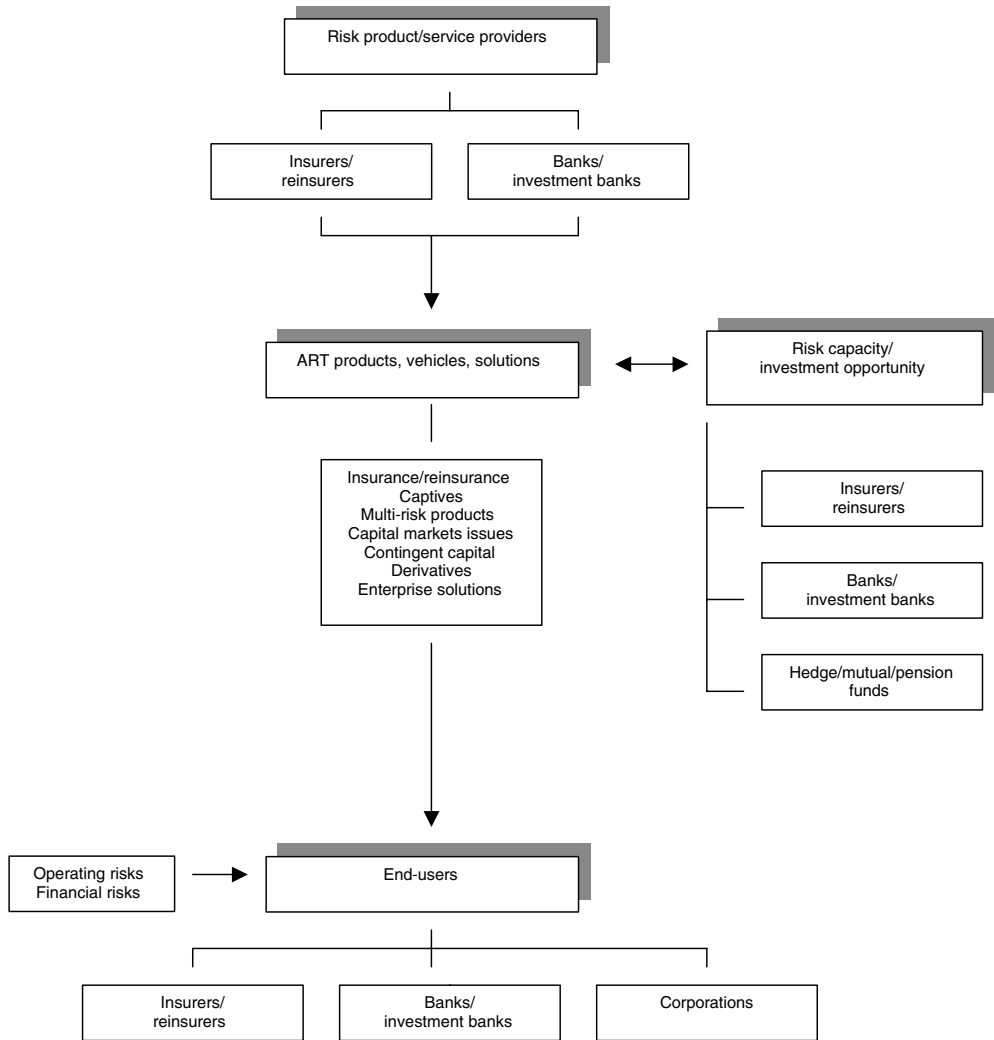 Risk product/service providers
Insurers/
reinsurers
Banks/
investment banks
ART products, vehicles, solutions
Risk capacity/
investment opportunity
Insurance/reinsurance
Captives
Multi-risk products
Capital markets issues
Contingent capital
Derivatives
Enterprise solutions
Insurers/
reinsurers
Banks/
investment banks
Hedge/mutual/pension
funds
Operating risks
Financial risks
End-users
Insurers/
reinsurers
Banks/
investment banks
Corporations